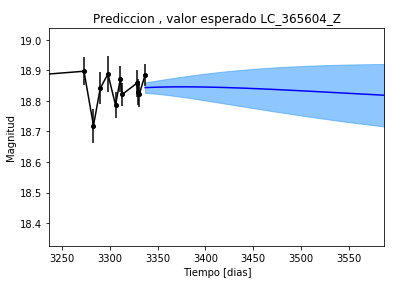 Prediccion , valor esperado LC_365604_Z
Magnitud
19.0
18.9
18.8
18.7
18.6
18.5
18.4
3250 3300 3350 3400 3450 3500 3550
Tiempo [dias]